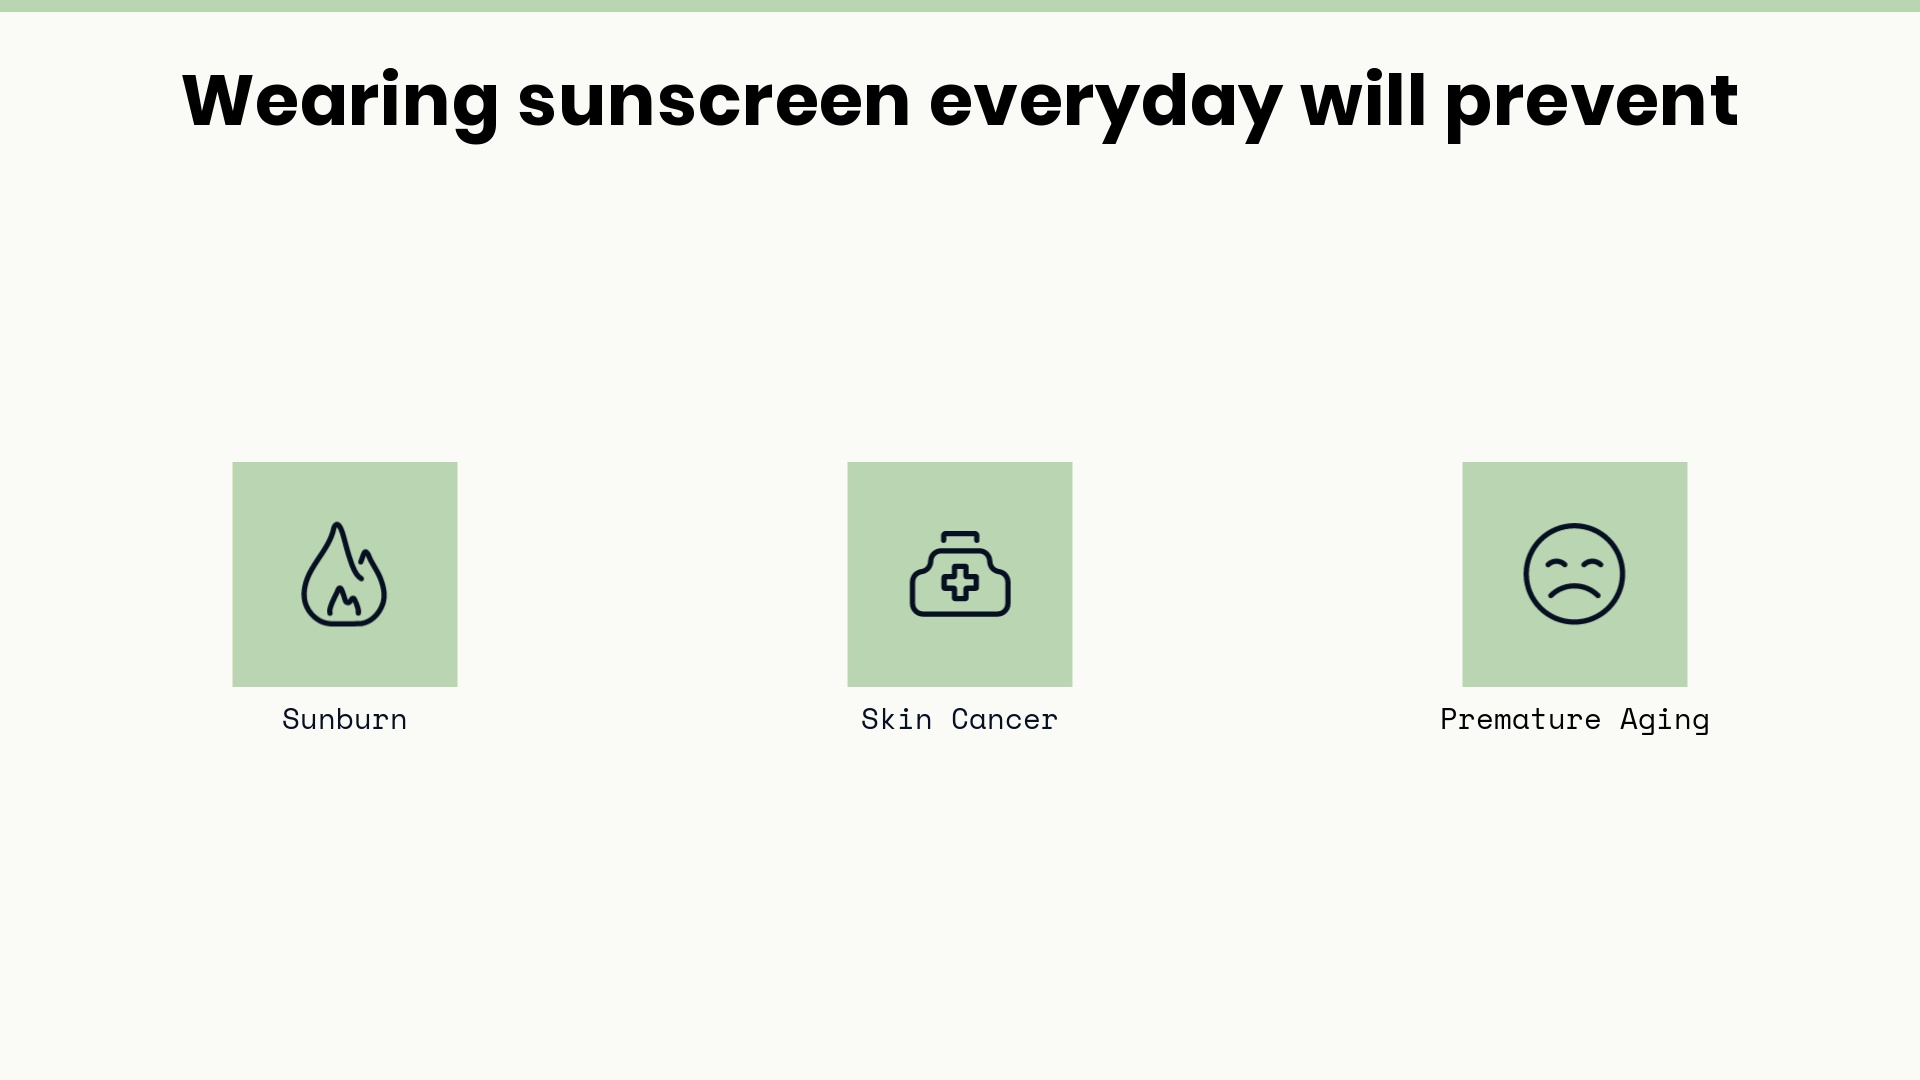 Wearing sunscreen everyday will prevent
Sunburn
Skin Cancer
Premature Aging